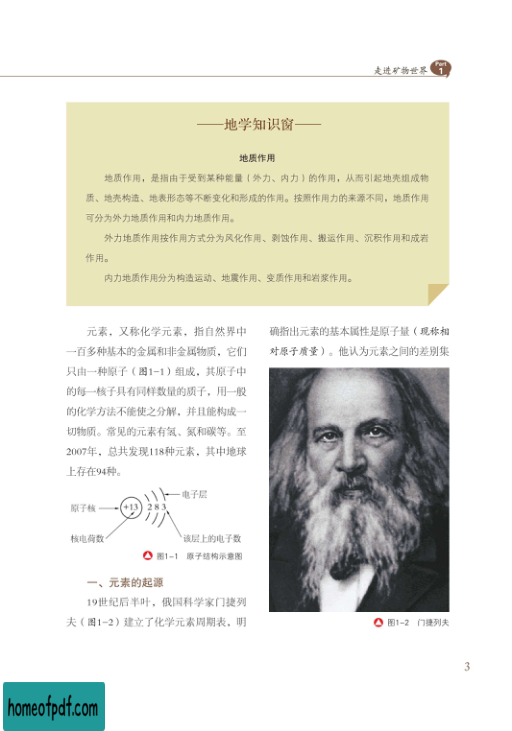 走进矿物世界
Part
1
——地学知识窗——
地质作用
地质作用，是指由于受到某种能量（外力、内力）的作用，从而引起地壳组成物
质、地壳构造、地表形态等不断变化和形成的作用。按照作用力的来源不同，地质作用
可分为外力地质作用和内力地质作用。
外力地质作用按作用方式分为风化作用、剥蚀作用、搬运作用、沉积作用和成岩
作用。
内力地质作用分为构造运动、地震作用、变质作用和岩浆作用。
元素，又称化学元素，指自然界中
一百多种基本的金属和非金属物质，它们
只由一种原子（图1-1）组成，其原子中
的每一核子具有同样数量的质子，用一般
的化学方法不能使之分解，并且能构成一
切物质。常见的元素有氢、氮和碳等。至
2007年，总共发现118种元素，其中地球
上存在94种。
电子层
原子核
+13 2 8 3
核电荷数
该层上的电子数
图1-1 原子结构示意图
一、元素的起源
19世纪后半叶，俄国科学家门捷列
夫（图1-2）建立了化学元素周期表，明
确指出元素的基本属性是原子量（现称相
对原子质量）。他认为元素之间的差别集
图1-2 门捷列夫
3
homeofpdf.com